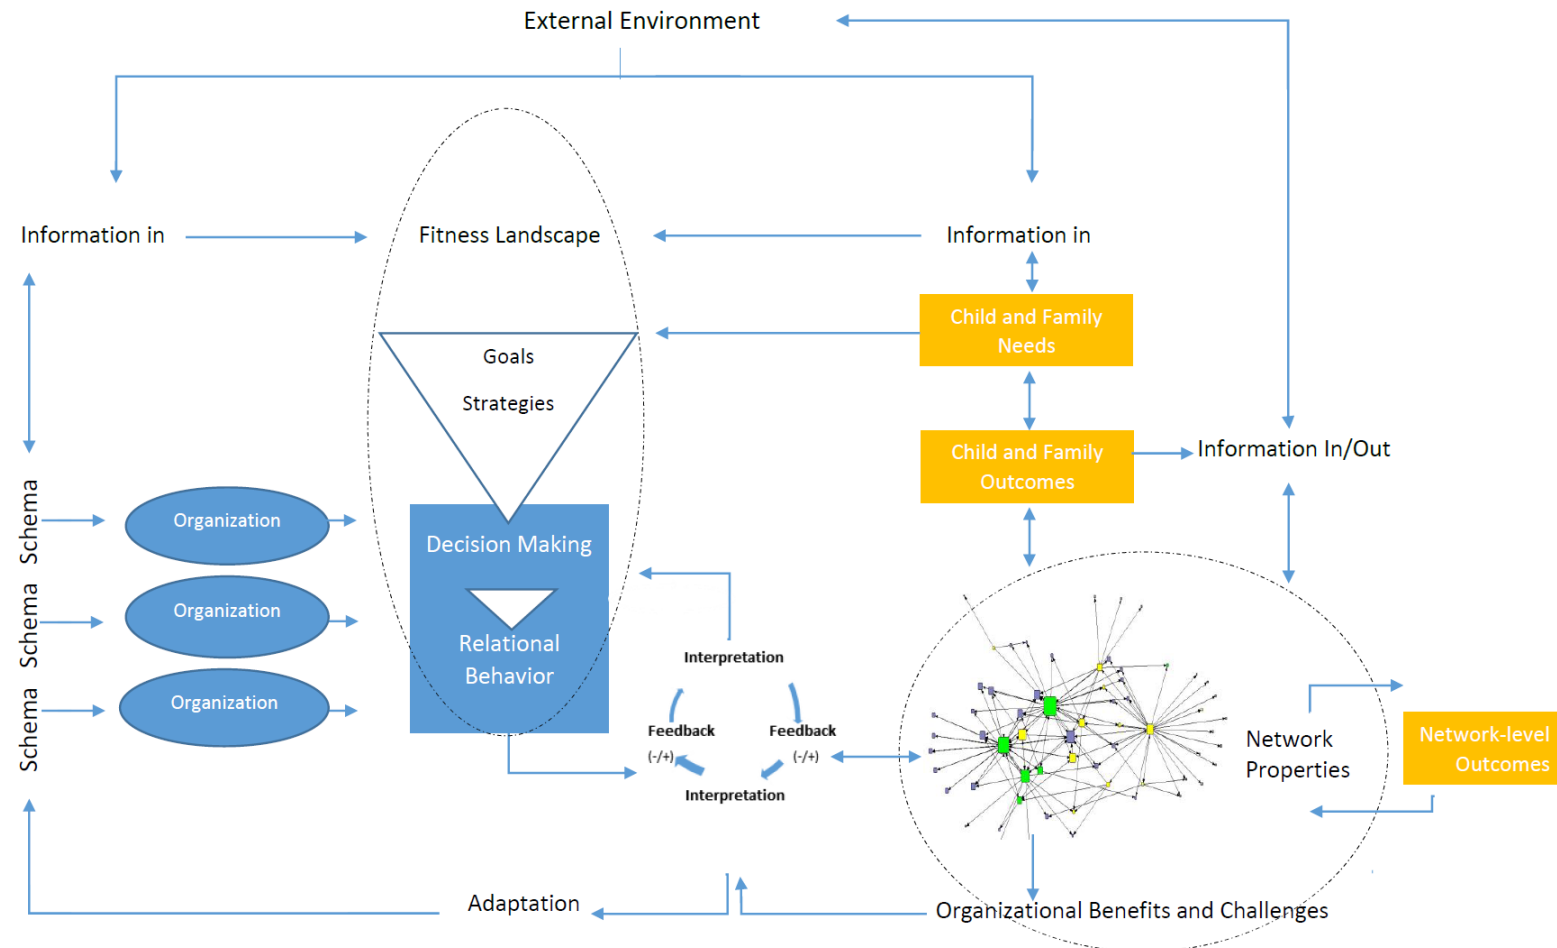 External Environment
Information in
Fitness Landscape
Information in
Child and Family
Needs
Goals
Strategies
Child and Family
Outcomes
Information In/Out
Schema
Organization
Decision Making
Schema
Organization
Relational
Behavior
Schema
Organization
Interpretation
Feedback
(-/+)
Feedback
(-/+)
Interpretation
Network
Properties
Network-level
Outcomes
Adaptation
Organizational Benefits and Challenges